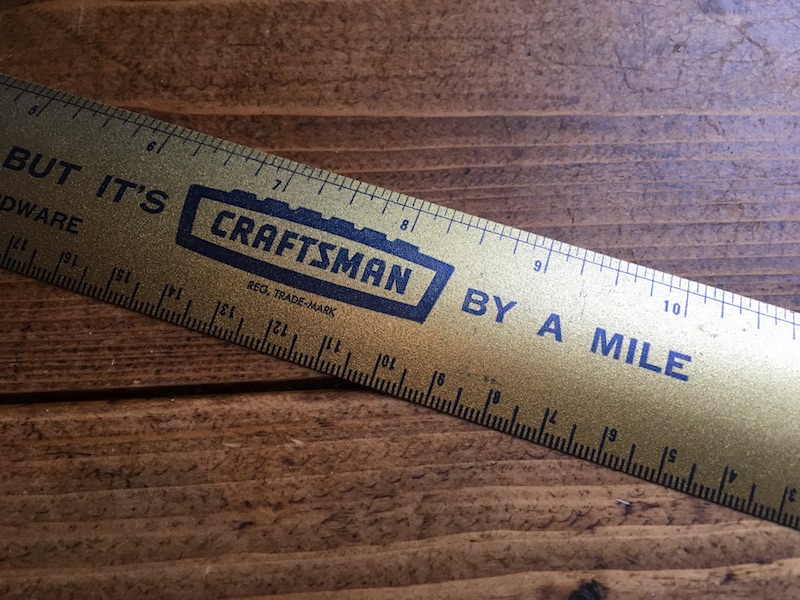 5 6 7 8 9 10
BUT IT'S CRAFTSMAN BY A MILE
REG. TRADE-MARK
17 16 15 14 13 12 11 10 9 8 7 6 5 4 3